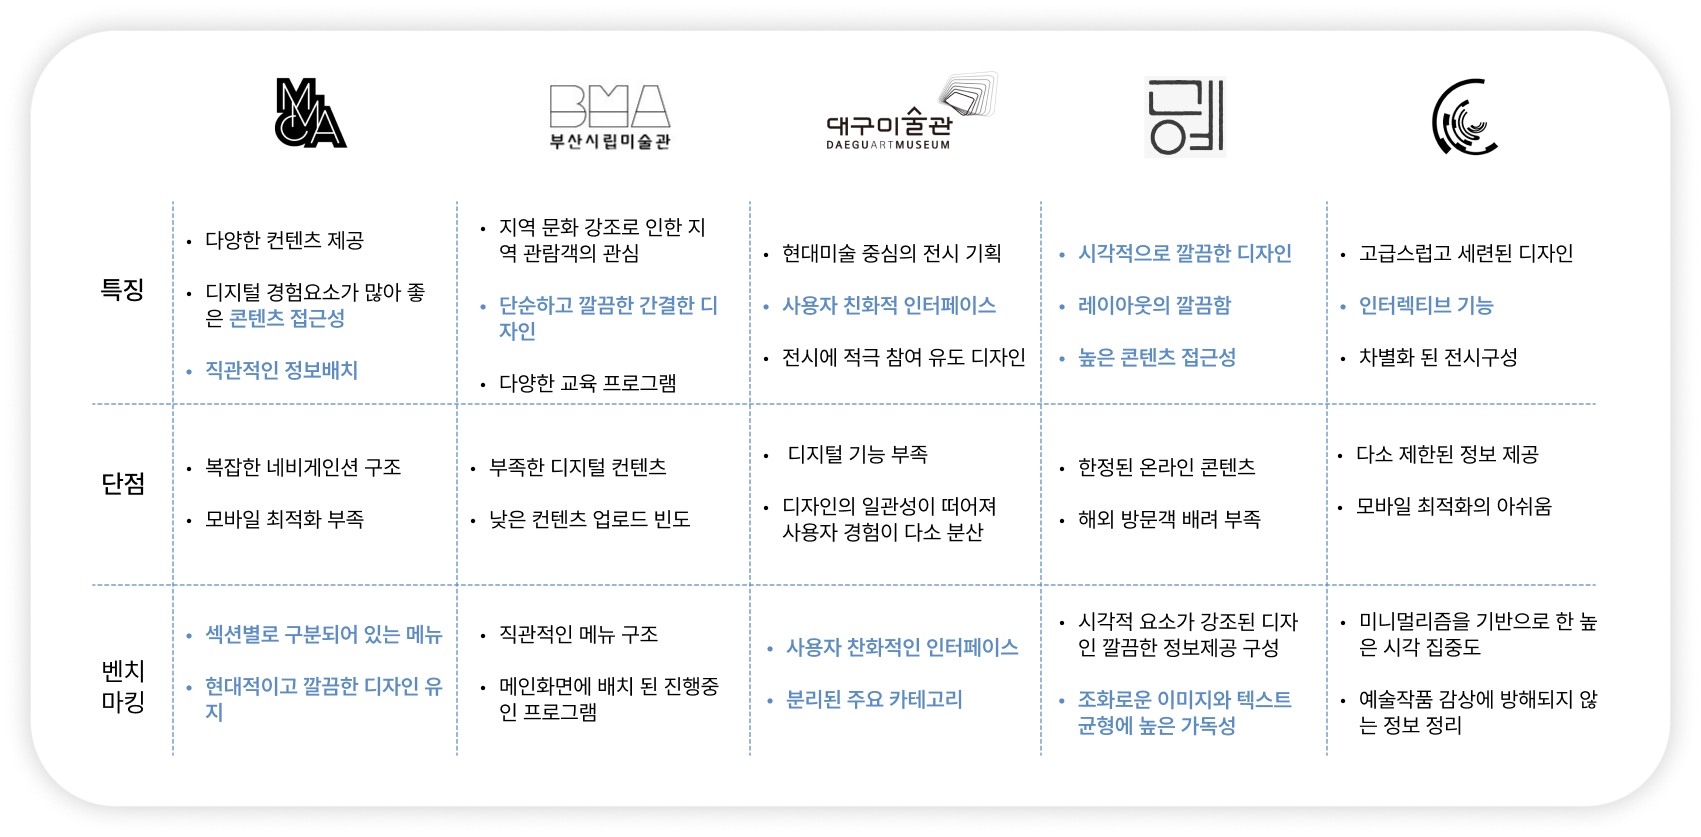 MMCA
BMA
부산시립미술관
대구미술관
DAEGUARTMUSEUM
공예
특징
• 다양한 컨텐츠 제공
• 디지털 경험요소가 많아 좋
은 콘텐츠 접근성
• 직관적인 정보배치
• 지역 문화 강조로 인한 지
역 관람객의 관심
• 단순하고 깔끔한 간결한 디
자인
• 다양한 교육 프로그램
• 현대미술 중심의 전시 기획
• 사용자 친화적 인터페이스
• 전시에 적극 참여 유도 디자인
• 시각적으로 깔끔한 디자인
• 레이아웃의 깔끔함
• 높은 콘텐츠 접근성
• 고급스럽고 세련된 디자인
• 인터렉티브 기능
• 차별화 된 전시구성
단점
• 복잡한 네비게인션 구조
• 모바일 최적화 부족
• 부족한 디지털 컨텐츠
• 낮은 컨텐츠 업로드 빈도
• 디지털 기능 부족
• 디자인의 일관성이 떠어져
사용자 경험이 다소 분산
• 한정된 온라인 콘텐츠
• 해외 방문객 배려 부족
• 다소 제한된 정보 제공
• 모바일 최적화의 아쉬움
벤치
마킹
• 섹션별로 구분되어 있는 메뉴
• 현대적이고 깔끔한 디자인 유
지
• 직관적인 메뉴 구조
• 메인화면에 배치 된 진행중
인 프로그램
• 사용자 찬화적인 인터페이스
• 분리된 주요 카테고리
• 시각적 요소가 강조된 디자
인 깔끔한 정보제공 구성
• 조화로운 이미지와 텍스트
균형에 높은 가독성
• 미니멀리즘을 기반으로 한 높
은 시각 집중도
• 예술작품 감상에 방해되지 않
는 정보 정리